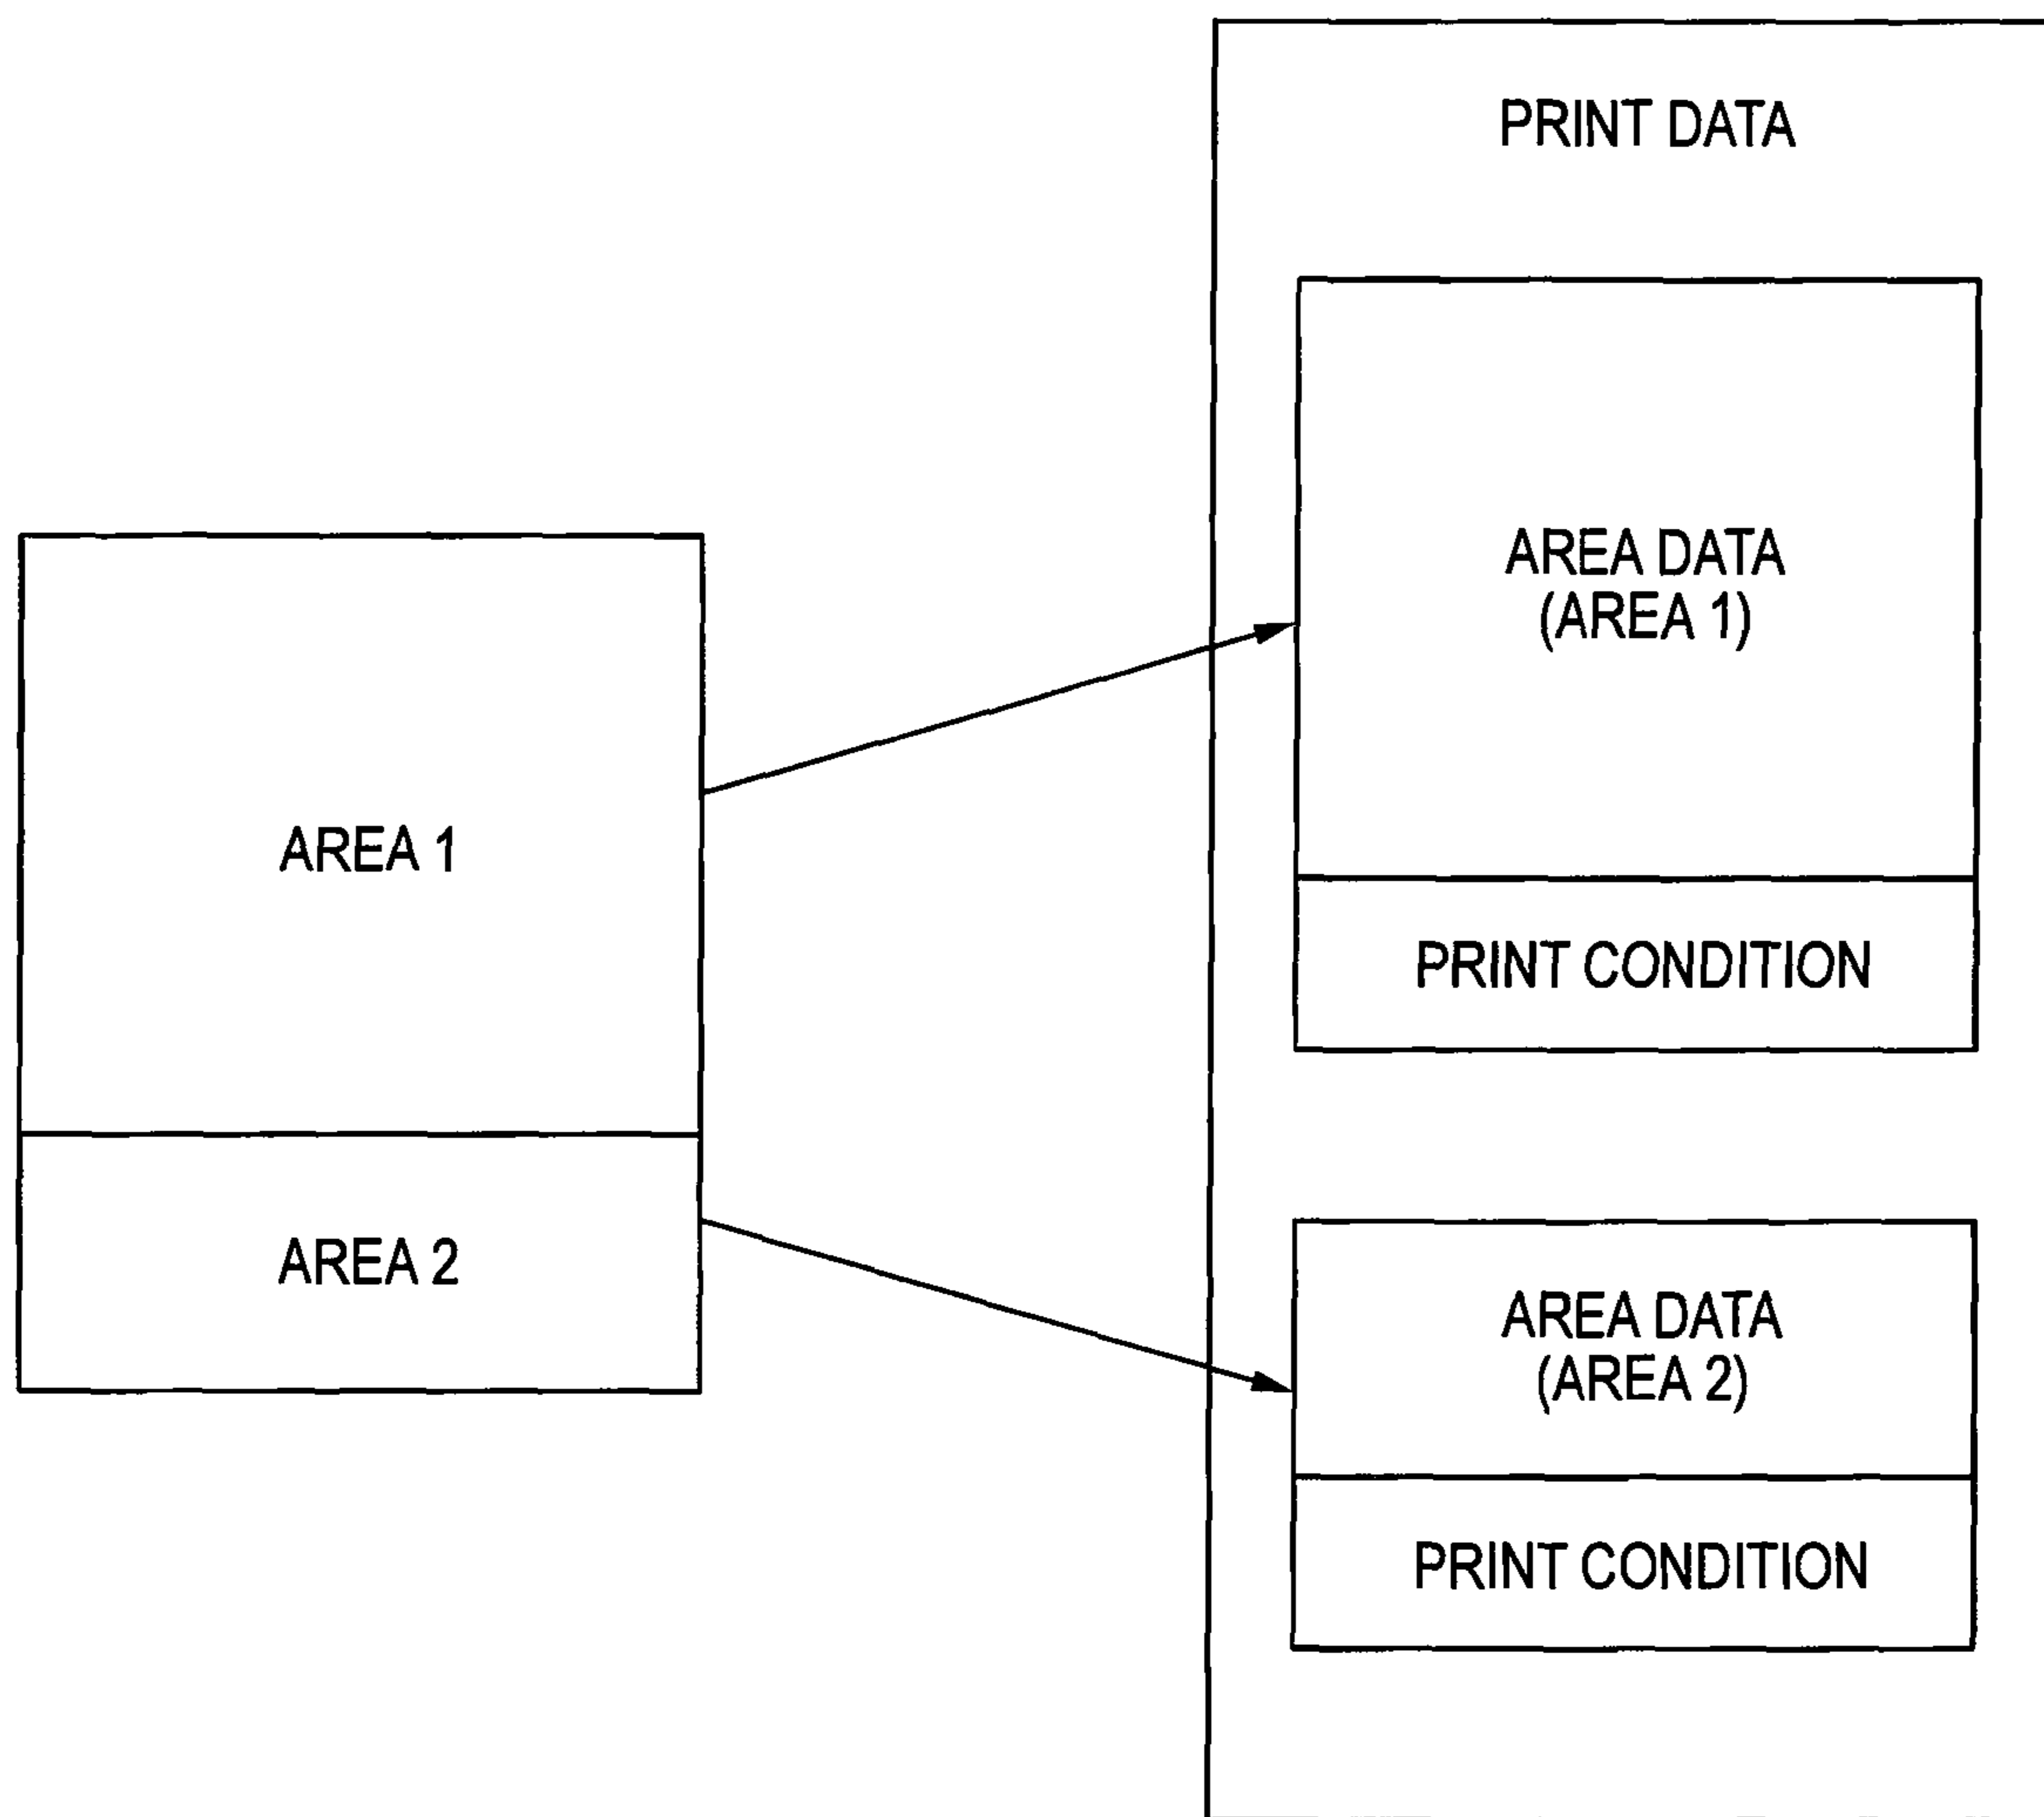 PRINT DATA
AREA DATA
(AREA 1)
PRINT CONDITION
AREA 1
AREA 2
AREA DATA
(AREA 2)
PRINT CONDITION